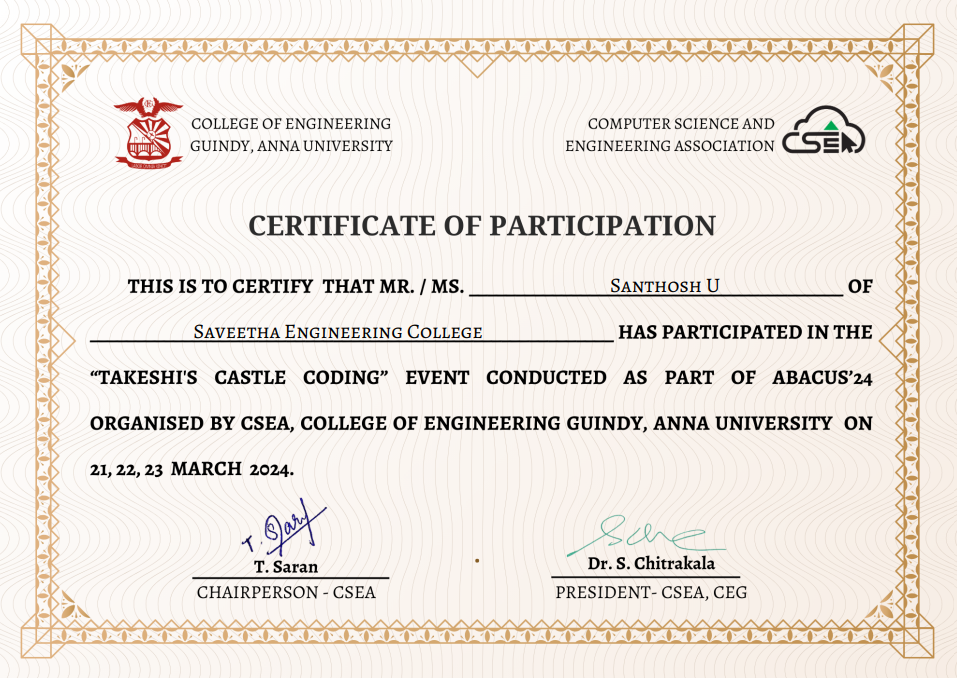 COLLEGE OF ENGINEERING
GUINDY, ANNA UNIVERSITY
COMPUTER SCIENCE AND
ENGINEERING ASSOCIATION
CSEA
CERTIFICATE OF PARTICIPATION
THIS IS TO CERTIFY THAT MR. / MS. Santhosh U OF
Saveetha Engineering College HAS PARTICIPATED IN THE
“TAKESHI'S CASTLE CODING” EVENT CONDUCTED AS PART OF ABACUS’24
ORGANISED BY CSEA, COLLEGE OF ENGINEERING GUINDY, ANNA UNIVERSITY ON
21, 22, 23 MARCH 2024.
T. Saran
T. Saran
CHAIRPERSON - CSEA
Dr. S. Chitrakala
PRESIDENT- CSEA, CEG